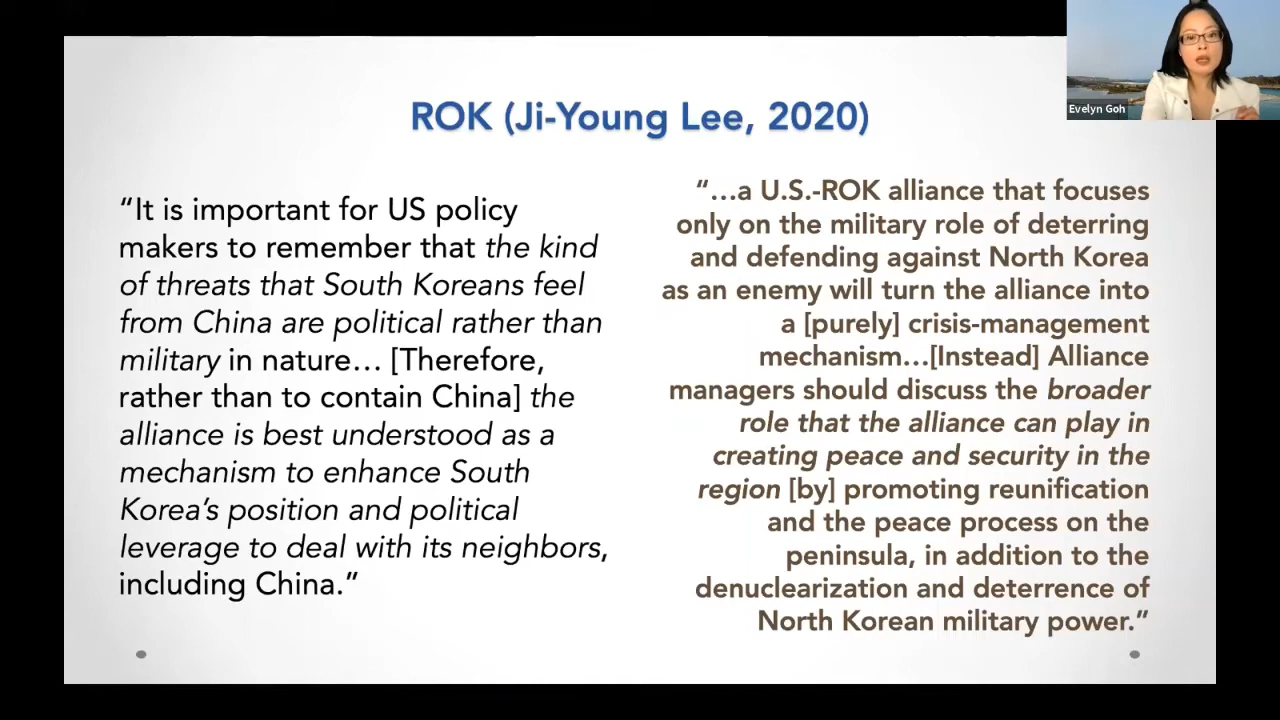 Evelyn Goh
ROK (Ji-Young Lee, 2020)
“It is important for US policy
makers to remember that the kind
of threats that South Koreans feel
from China are political rather than
military in nature… [Therefore,
rather than to contain China] the
alliance is best understood as a
mechanism to enhance South
Korea’s position and political
leverage to deal with its neighbors,
including China.”
“…a U.S.-ROK alliance that focuses
only on the military role of deterring
and defending against North Korea
as an enemy will turn the alliance into
a [purely] crisis-management
mechanism…[Instead] Alliance
managers should discuss the broader
role that the alliance can play in
creating peace and security in the
region [by] promoting reunification
and the peace process on the
peninsula, in addition to the
denuclearization and deterrence of
North Korean military power.”